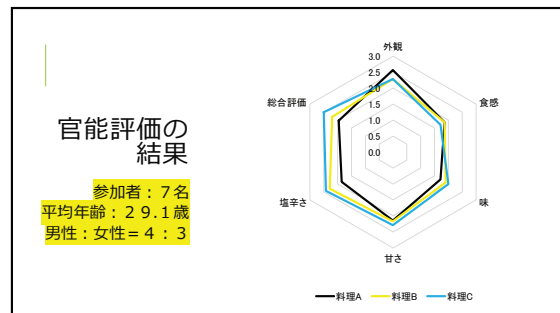 官能評価の
結果
参加者：7名
平均年齢：２９.1歳
男性：女性＝４：３
外観
食感
味
甘さ
塩辛さ
総合評価
3.0
2.5
2.0
1.5
1.0
0.5
0.0
料理A
料理B
料理C